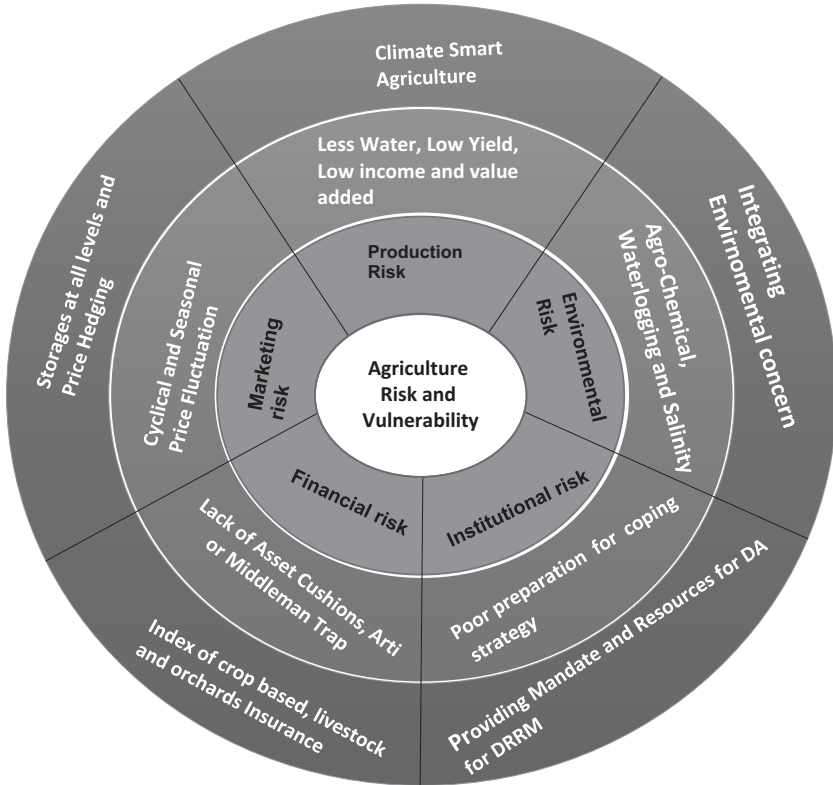 Climate Smart
Agriculture
Less Water, Low Yield,
Low income and value
added
Production
Risk
Agriculture
Risk and
Vulnerability
Integrating
Envirnomental concern
Agro-Chemical,
Waterlogging and Salinity
Environmental
Risk
Institutional risk
Poor preparation for coping
strategy
Providing Mandate and Resources for DA
for DRRM
Financial risk
Lack of Asset Cushions, Arti
or Middleman Trap
Index of crop based, livestock
and orchards Insurance
Marketing
risk
Cyclical and Seasonal
Price Fluctuation
Storages at all levels and
Price Hedging